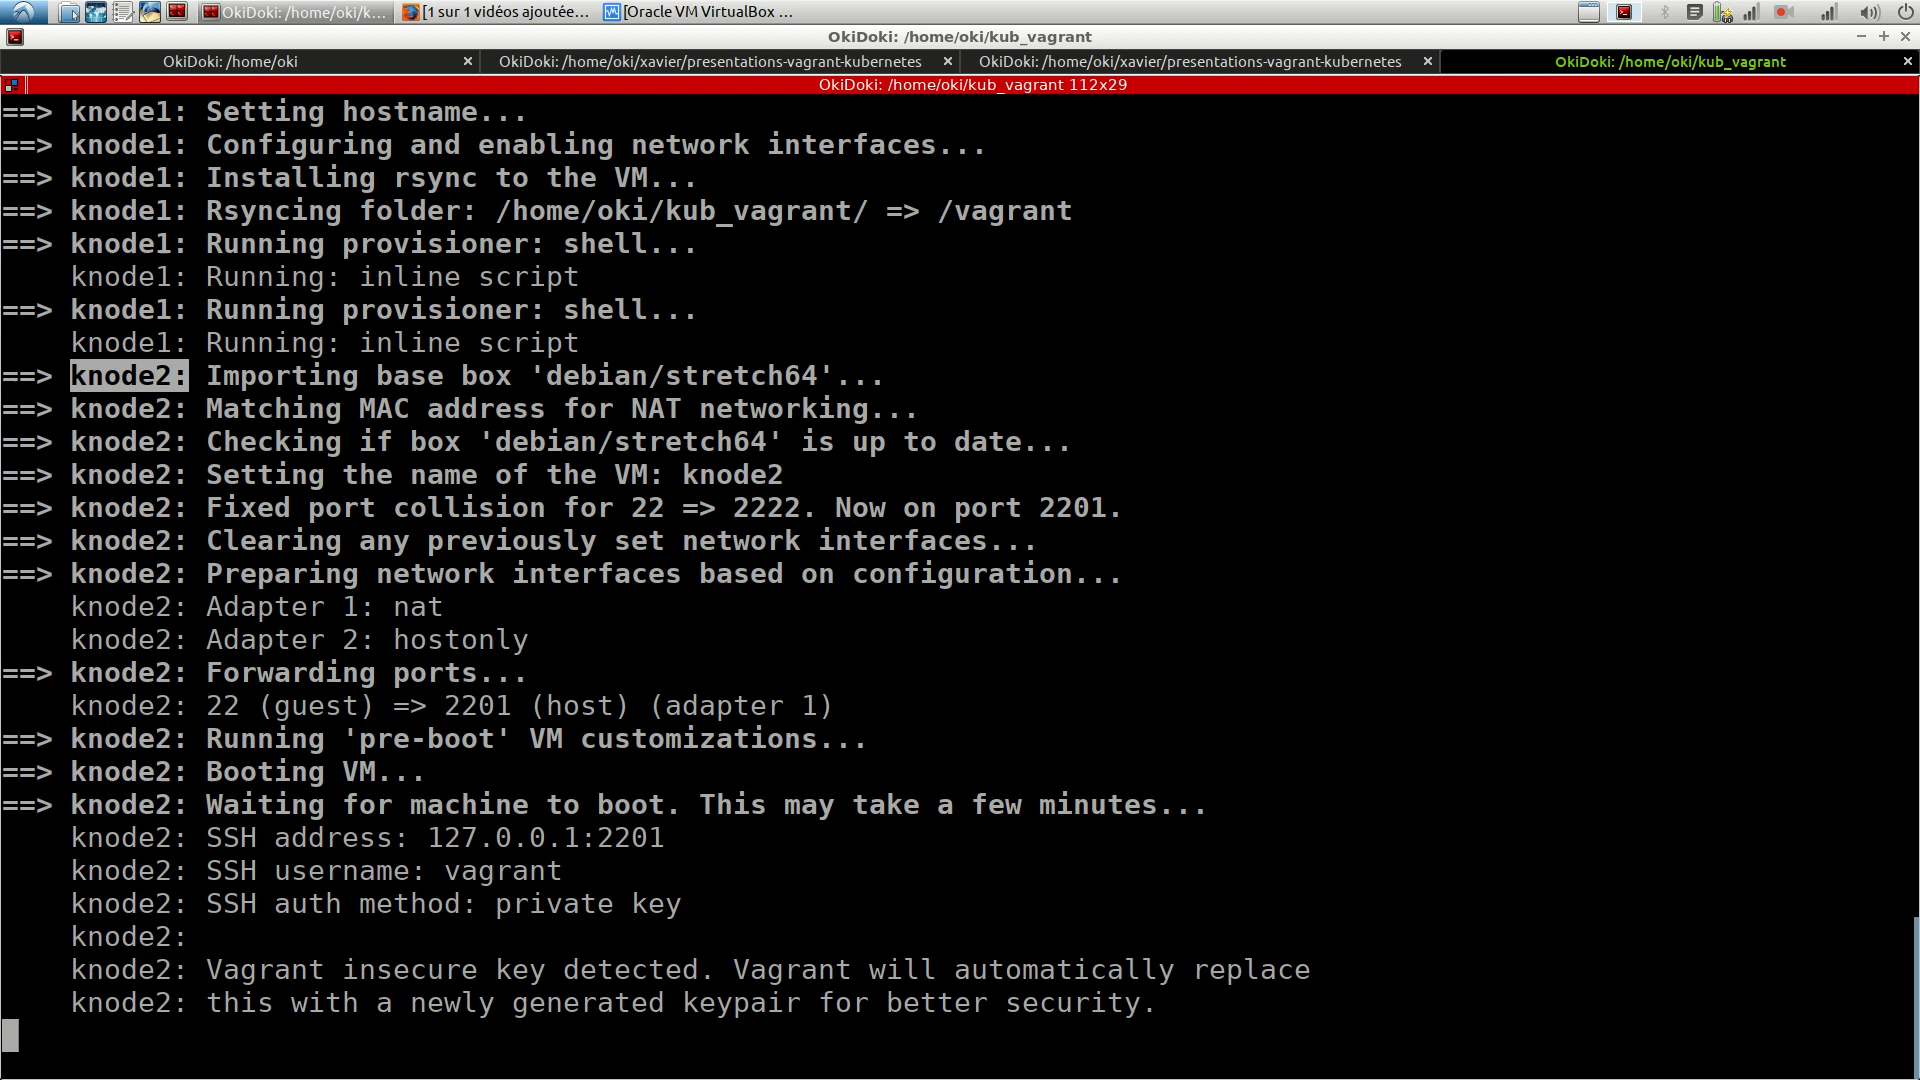 OkiDoki: /home/oki/k...
[1 sur 1 vidéos ajoutée...
[Oracle VM VirtualBox ...
OkiDoki: /home/oki/kub_vagrant
OkiDoki: /home/oki
OkiDoki: /home/oki/xavier/presentations-vagrant-kubernetes
OkiDoki: /home/oki/xavier/presentations-vagrant-kubernetes
OkiDoki: /home/oki/kub_vagrant
OkiDoki: /home/oki/kub_vagrant 112x29
==> knode1: Setting hostname...
==> knode1: Configuring and enabling network interfaces...
==> knode1: Installing rsync to the VM...
==> knode1: Rsyncing folder: /home/oki/kub_vagrant/ => /vagrant
==> knode1: Running provisioner: shell...
knode1: Running: inline script
==> knode1: Running provisioner: shell...
knode1: Running: inline script
==> knode2: Importing base box 'debian/stretch64'...
==> knode2: Matching MAC address for NAT networking...
==> knode2: Checking if box 'debian/stretch64' is up to date...
==> knode2: Setting the name of the VM: knode2
==> knode2: Fixed port collision for 22 => 2222. Now on port 2201.
==> knode2: Clearing any previously set network interfaces...
==> knode2: Preparing network interfaces based on configuration...
knode2: Adapter 1: nat
knode2: Adapter 2: hostonly
==> knode2: Forwarding ports...
knode2: 22 (guest) => 2201 (host) (adapter 1)
==> knode2: Running 'pre-boot' VM customizations...
==> knode2: Booting VM...
==> knode2: Waiting for machine to boot. This may take a few minutes...
knode2: SSH address: 127.0.0.1:2201
knode2: SSH username: vagrant
knode2: SSH auth method: private key
knode2:
knode2: Vagrant insecure key detected. Vagrant will automatically replace
knode2: this with a newly generated keypair for better security.